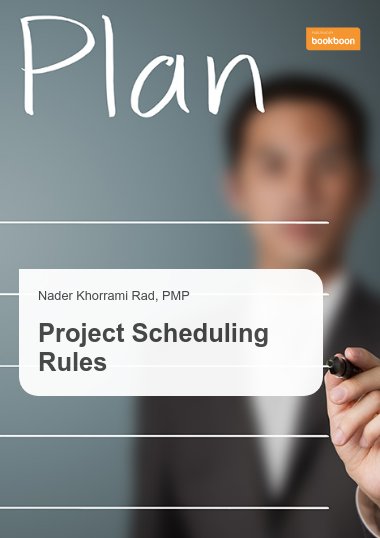 Plan
bookboon
Nader Khorrami Rad, PMP
Project Scheduling
Rules